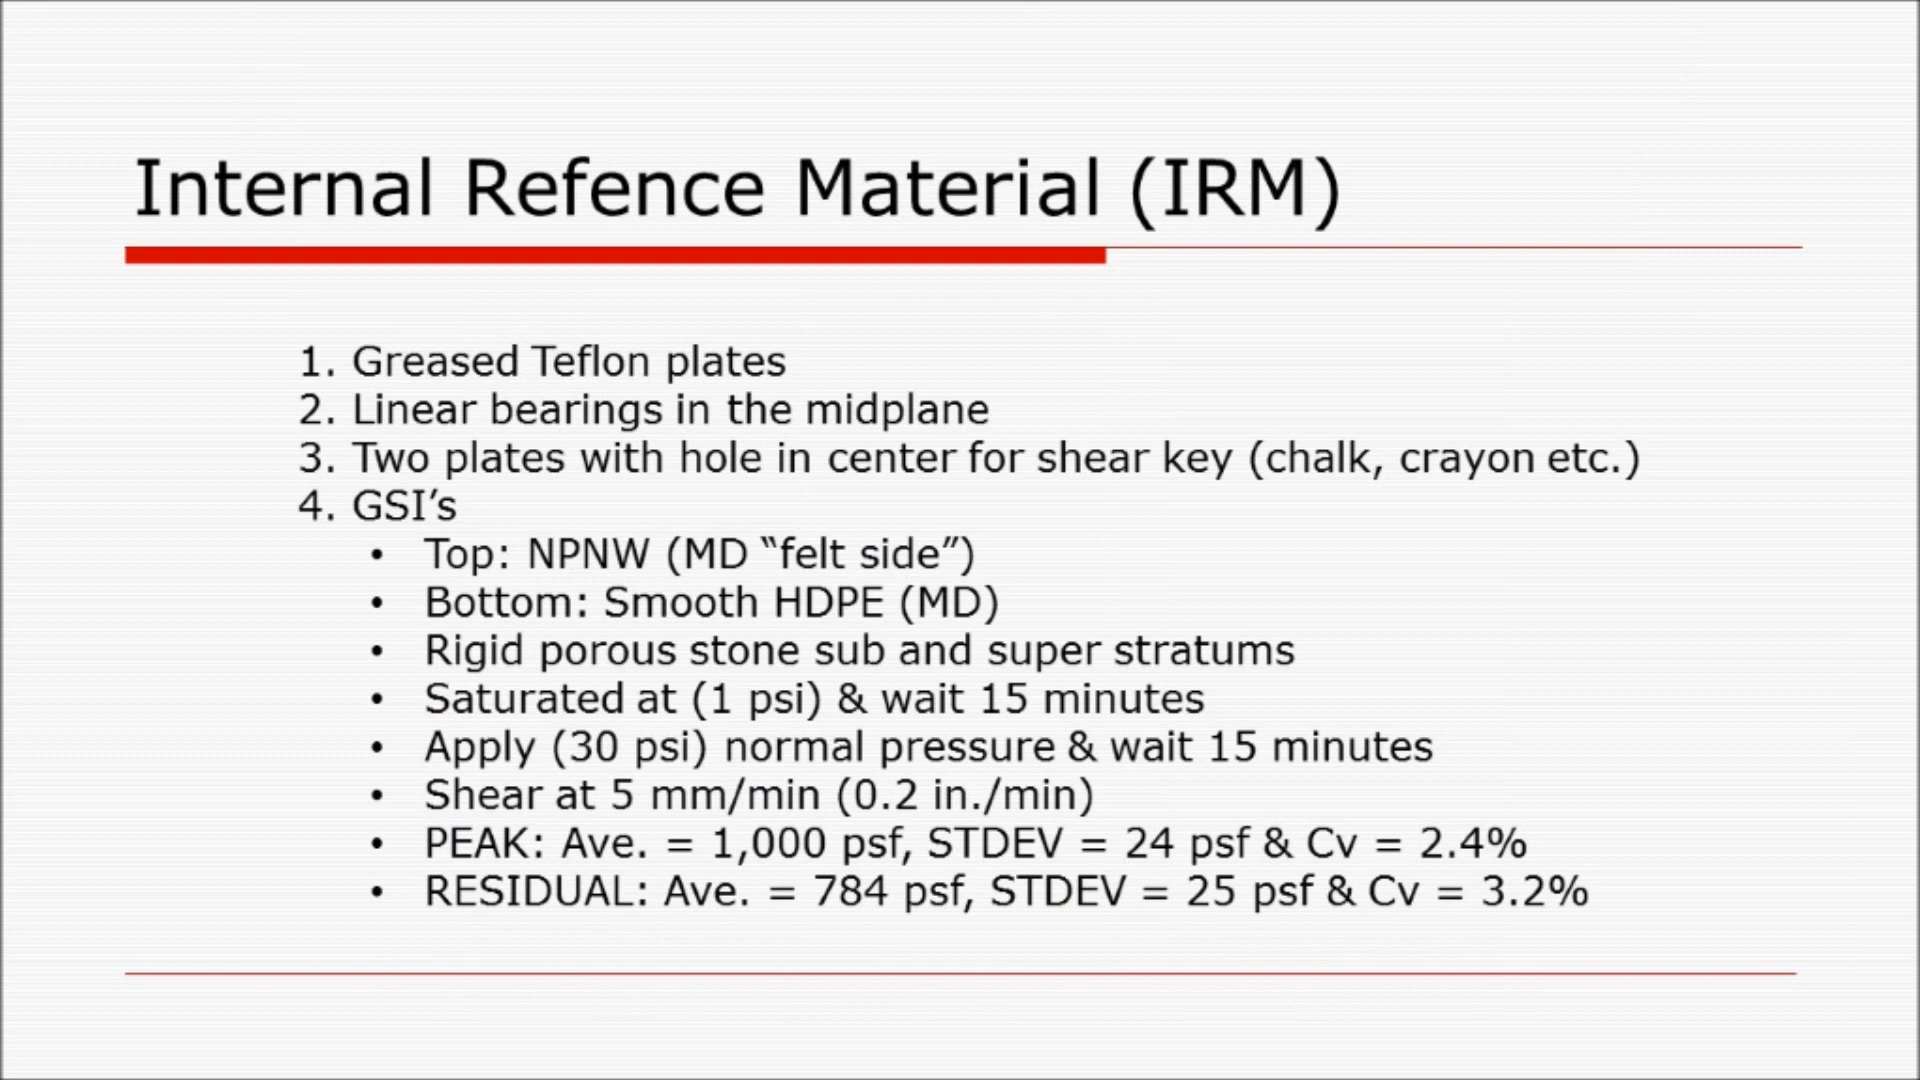 Internal Refence Material (IRM)
1. Greased Teflon plates
2. Linear bearings in the midplane
3. Two plates with hole in center for shear key (chalk, crayon etc.)
4. GSI’s
• Top: NPNW (MD “felt side”)
• Bottom: Smooth HDPE (MD)
• Rigid porous stone sub and super stratums
• Saturated at (1 psi) & wait 15 minutes
• Apply (30 psi) normal pressure & wait 15 minutes
• Shear at 5 mm/min (0.2 in./min)
• PEAK: Ave. = 1,000 psf, STDEV = 24 psf & Cv = 2.4%
• RESIDUAL: Ave. = 784 psf, STDEV = 25 psf & Cv = 3.2%